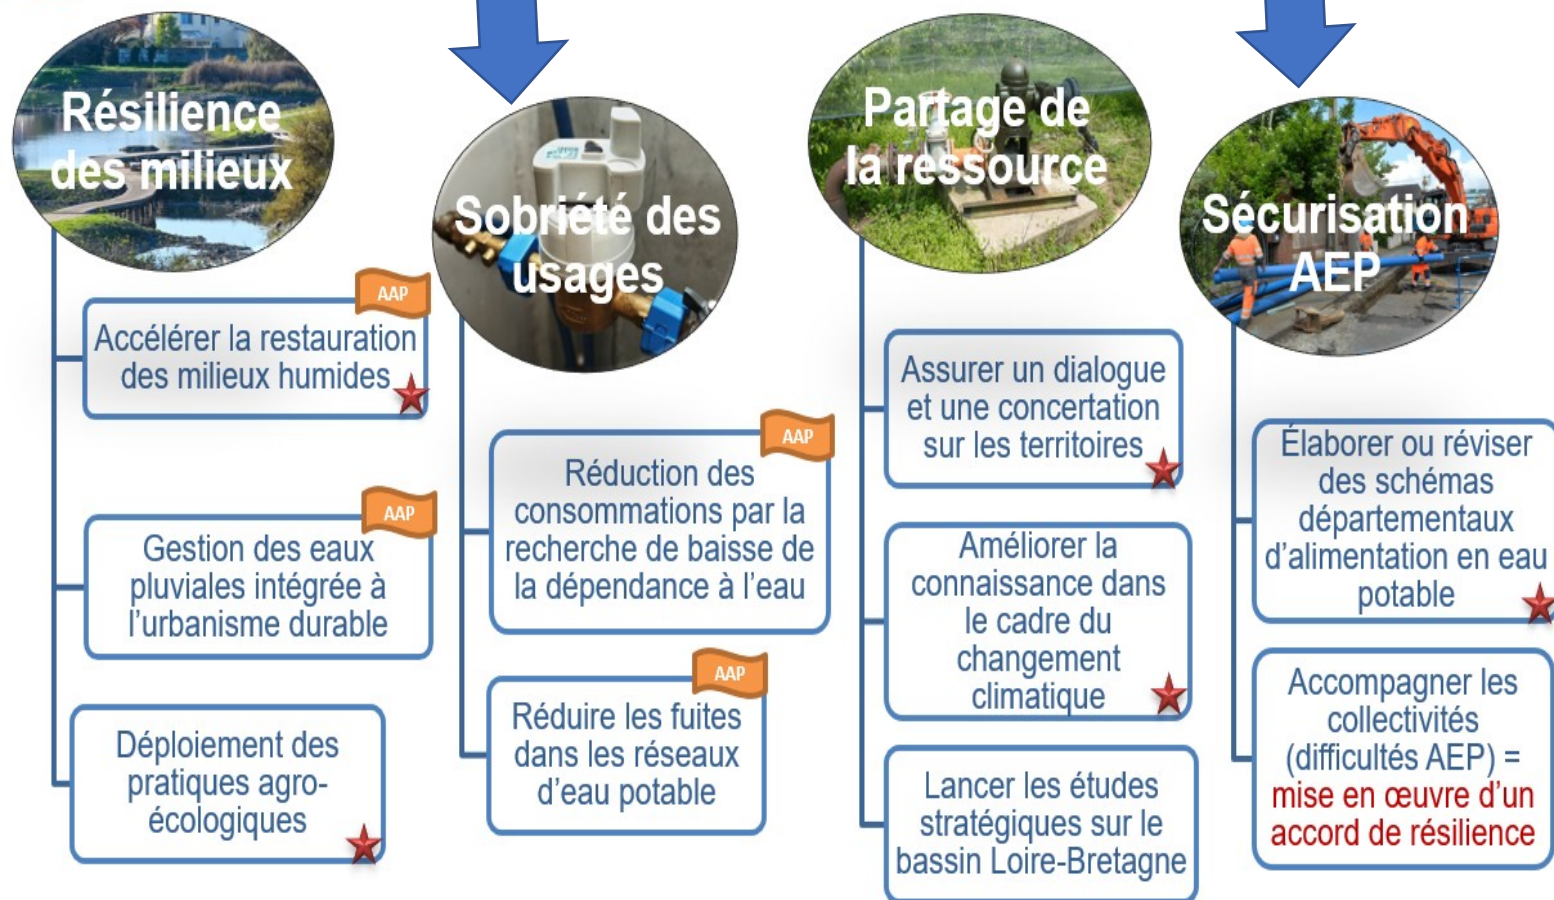 Résilience
des milieux
AAP
Accélérer la restauration
des milieux humides
AAP
Gestion des eaux
pluviales intégrée à
l'urbanisme durable
Déploiement des
pratiques agro-
écologiques
Sobriété des
usages
AAP
Réduction des
consommations par la
recherche de baisse de
la dépendance à l'eau
AAP
Réduire les fuites
dans les réseaux
d'eau potable
Partage de
la ressource
Assurer un dialogue
et une concertation
sur les territoires
Améliorer la
connaissance dans
le cadre du
changement
climatique
Lancer les études
stratégiques sur le
bassin Loire-Bretagne
Sécurisation
AEP
Élaborer ou réviser
des schémas
départementaux
d'alimentation en eau
potable
Accompagner les
collectivités
(difficultés AEP) =
mise en œuvre d'un
accord de résilience